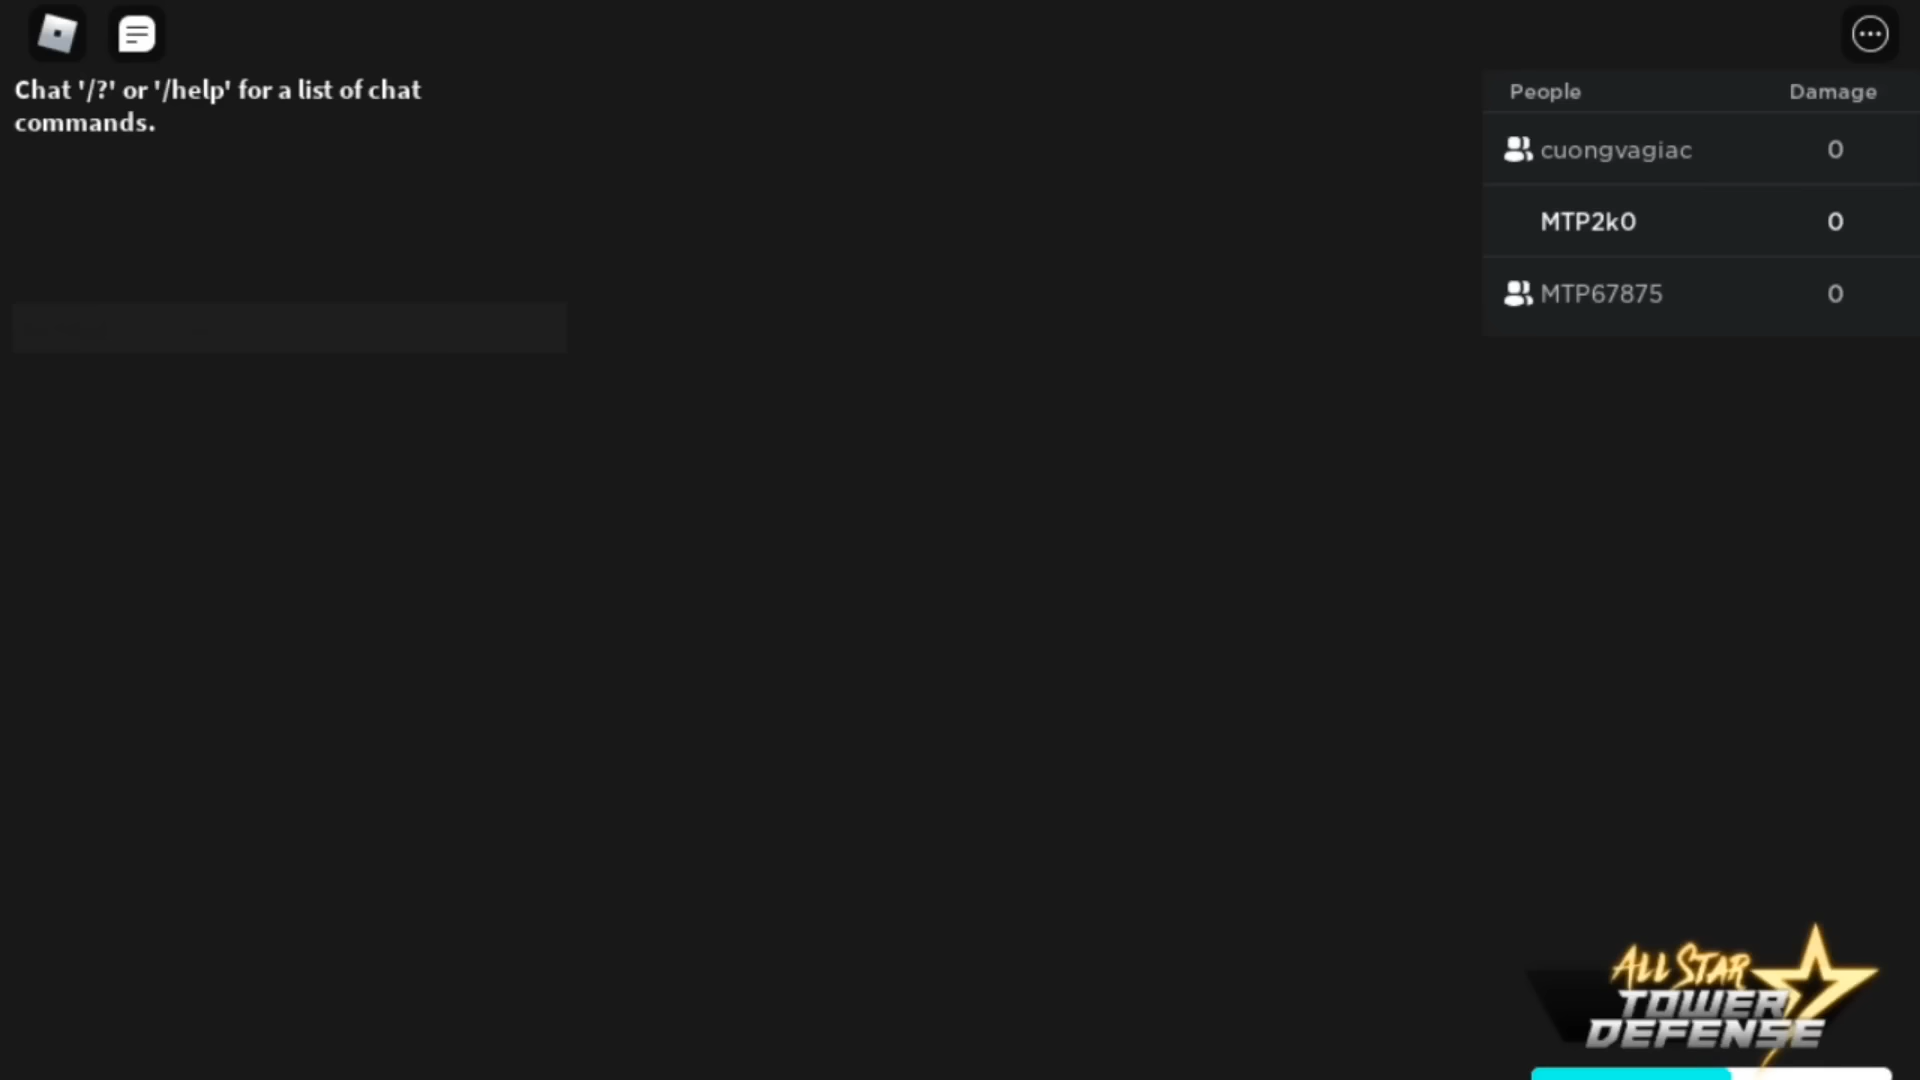 Chat '/?' or '/help' for a list of chat
commands.
People Damage
cuongvagiac 0
MTP2k0 0
MTP67875 0
ALL STAR
TOWER
DEFENSE